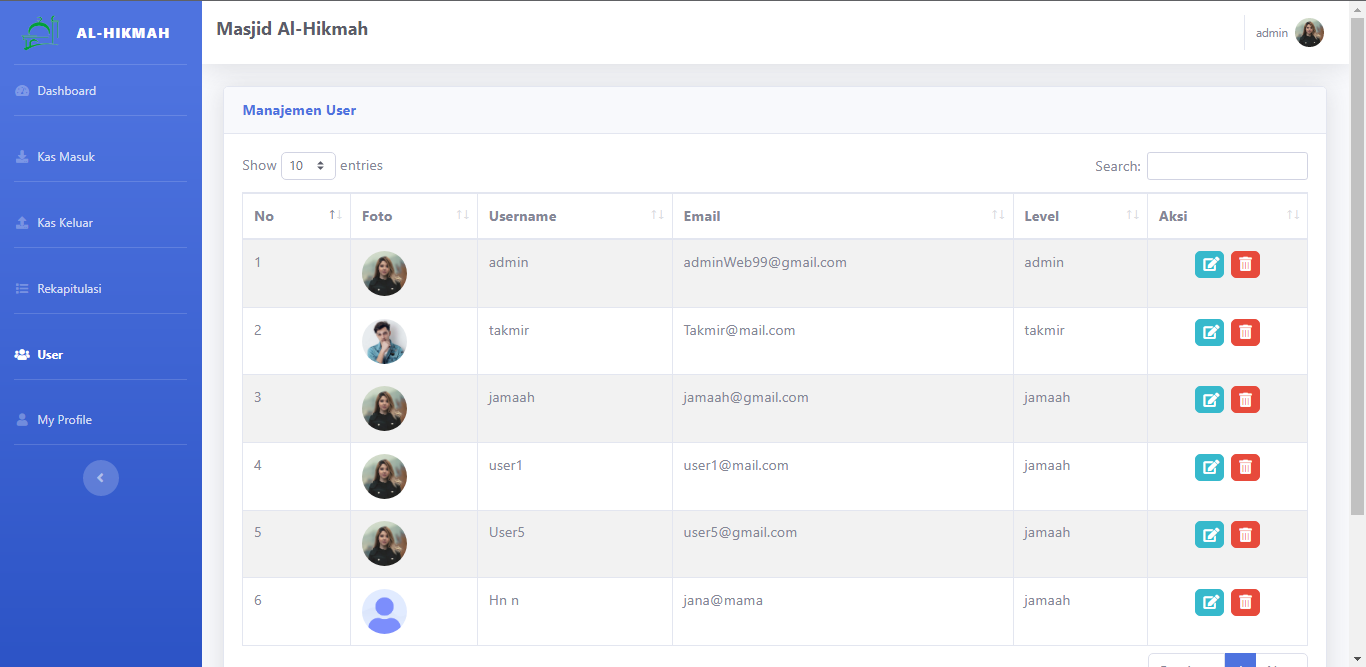 AL-HIKMAH
Masjid Al-Hikmah
admin
Dashboard
Kas Masuk
Kas Keluar
Rekapitulasi
User
My Profile
Manajemen User
Show 10 entries
Search:
No Foto Username Email Level Aksi
1 admin adminWeb99@gmail.com admin
2 takmir Takmir@mail.com takmir
3 jamaah jamaah@gmail.com jamaah
4 user1 user1@mail.com jamaah
5 User5 user5@gmail.com jamaah
6 Hn n jana@mama jamaah